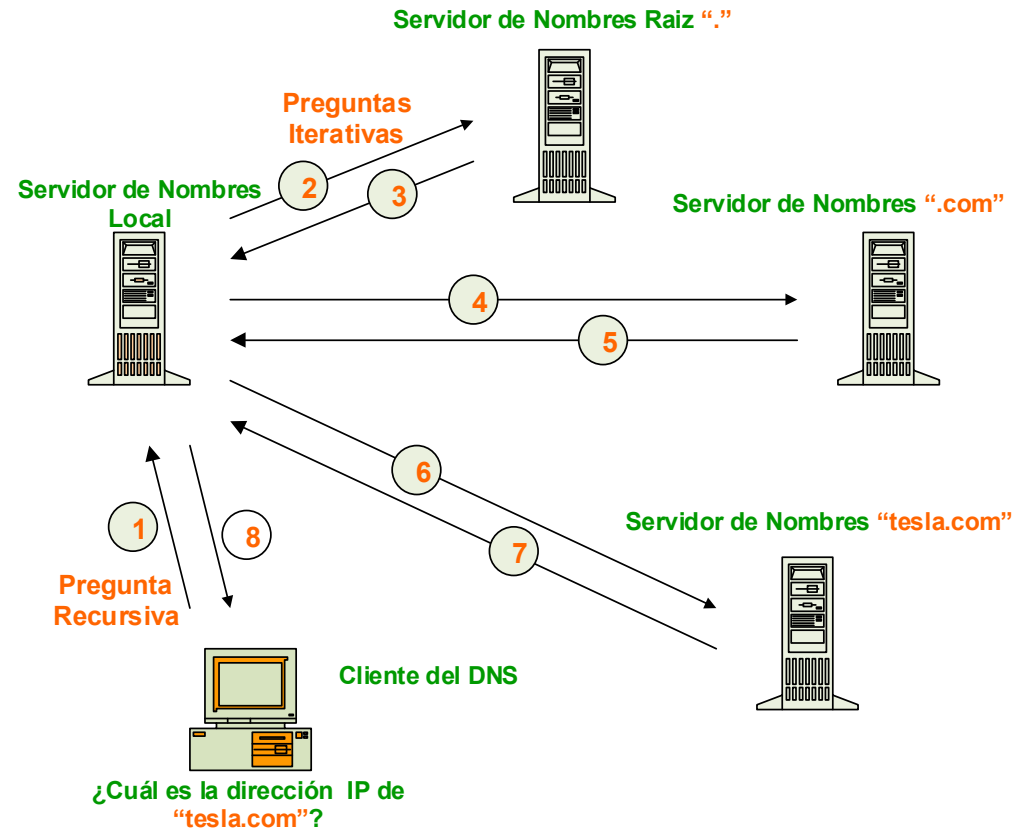 Servidor de Nombres Raiz “.”
Preguntas
Iterativas
2
3
Servidor de Nombres
Local
Servidor de Nombres “.com”
4
5
6
7
1
8
Pregunta
Recursiva
Servidor de Nombres “tesla.com”
Cliente del DNS
¿Cuál es la dirección IP de
“tesla.com”?